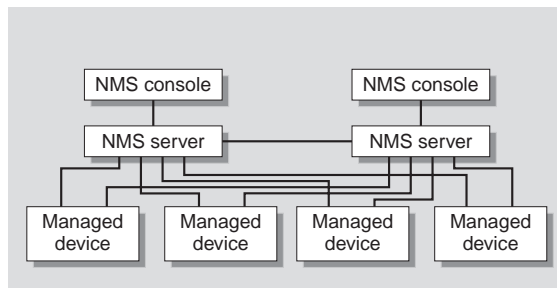 NMS console
NMS console
NMS server
NMS server
Managed
device
Managed
device
Managed
device
Managed
device